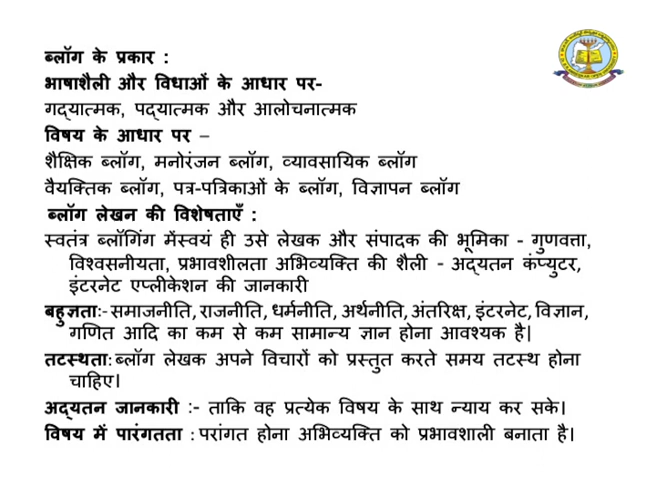 ब्लॉग के प्रकार :
भाषाशैली और विधाओं के आधार पर-
गद्यात्मक, पद्यात्मक और आलोचनात्मक
विषय के आधार पर –
शैक्षिक ब्लॉग, मनोरंजन ब्लॉग, व्यावसायिक ब्लॉग
वैयक्तिक ब्लॉग, पत्र-पत्रिकाओं के ब्लॉग, विज्ञापन ब्लॉग
ब्लॉग लेखन की विशेषताएँ :
स्वतंत्र ब्लॉगिंग मेंस्वयं ही उसे लेखक और संपादक की भूमिका - गुणवत्ता,
विश्वसनीयता, प्रभावशीलता अभिव्यक्ति की शैली - अद्यतन कंप्युटर,
इंटरनेट एप्लीकेशन की जानकारी
बहुज्ञताः- समाजनीति, राजनीति, धर्मनीति, अर्थनीति, अंतरिक्ष, इंटरनेट, विज्ञान,
गणित आदि का कम से कम सामान्य ज्ञान होना आवश्यक है|
तटस्थता: ब्लॉग लेखक अपने विचारों को प्रस्तुत करते समय तटस्थ होना
चाहिए।
अद्यतन जानकारी :- ताकि वह प्रत्येक विषय के साथ न्याय कर सके।
विषय में पारंगतता : परांगत होना अभिव्यक्ति को प्रभावशाली बनाता है।